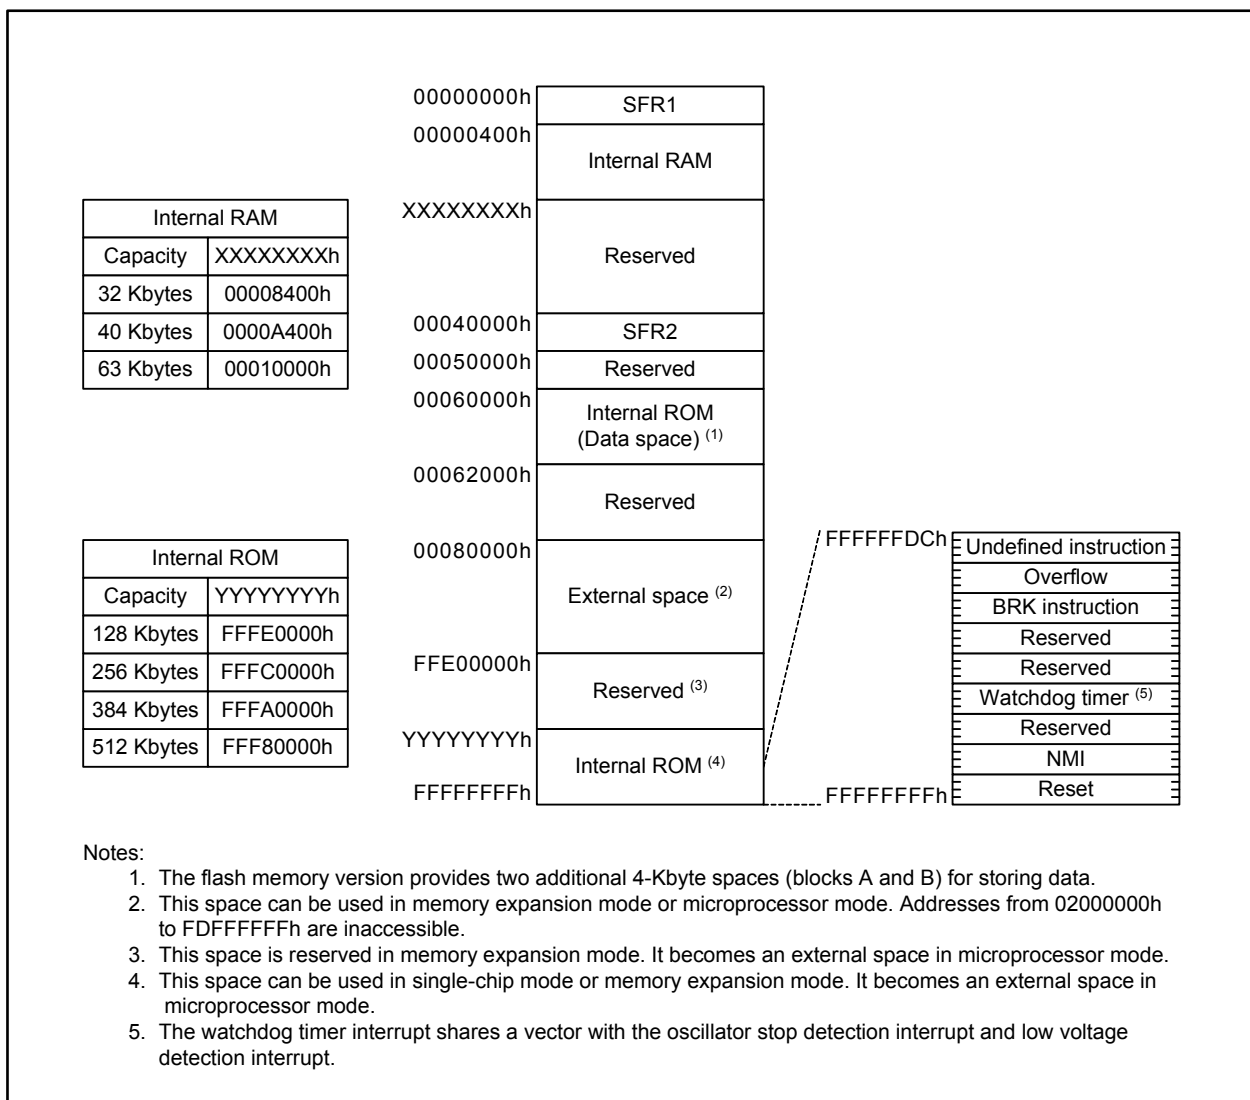 00000000h
SFR1
00000400h
Internal RAM
XXXXXXXXh
Reserved
00040000h
SFR2
00050000h
Reserved
00060000h
Internal ROM
(Data space) (1)
00062000h
Reserved
00080000h
External space (2)
FFE00000h
Reserved (3)
YYYYYYYYh
Internal ROM (4)
FFFFFFFFh
Internal RAM
Capacity XXXXXXXXh
32 Kbytes 00008400h
40 Kbytes 0000A400h
63 Kbytes 00010000h
Internal ROM
Capacity YYYYYYYYh
128 Kbytes FFFE0000h
256 Kbytes FFFC0000h
384 Kbytes FFFA0000h
512 Kbytes FFF80000h
FFFFFFDCh
Undefined instruction
Overflow
BRK instruction
Reserved
Reserved
Watchdog timer (5)
Reserved
NMI
Reset
FFFFFFFFh
Notes:
1. The flash memory version provides two additional 4-Kbyte spaces (blocks A and B) for storing data.
2. This space can be used in memory expansion mode or microprocessor mode. Addresses from 02000000h
to FDFFFFFFh are inaccessible.
3. This space is reserved in memory expansion mode. It becomes an external space in microprocessor mode.
4. This space can be used in single-chip mode or memory expansion mode. It becomes an external space in
microprocessor mode.
5. The watchdog timer interrupt shares a vector with the oscillator stop detection interrupt and low voltage
detection interrupt.